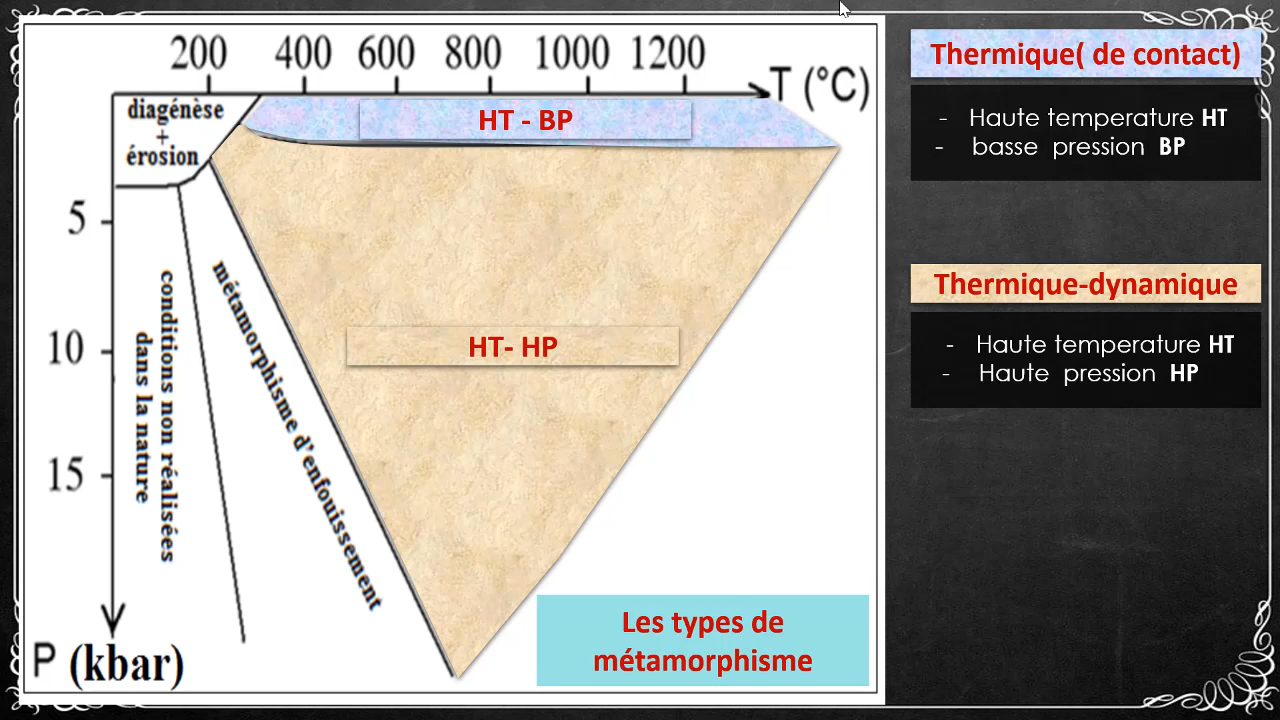 200 400 600 800 1000 1200
T (°C)
diagénèse
+
érosion
HT - BP
5
10
15
conditions non réalisées
dans la nature
métamorphisme d'enfouissement
HT- HP
P (kbar)
Les types de
métamorphisme
Thermique( de contact)
- Haute temperature HT
- basse pression BP
Thermique-dynamique
- Haute temperature HT
- Haute pression HP